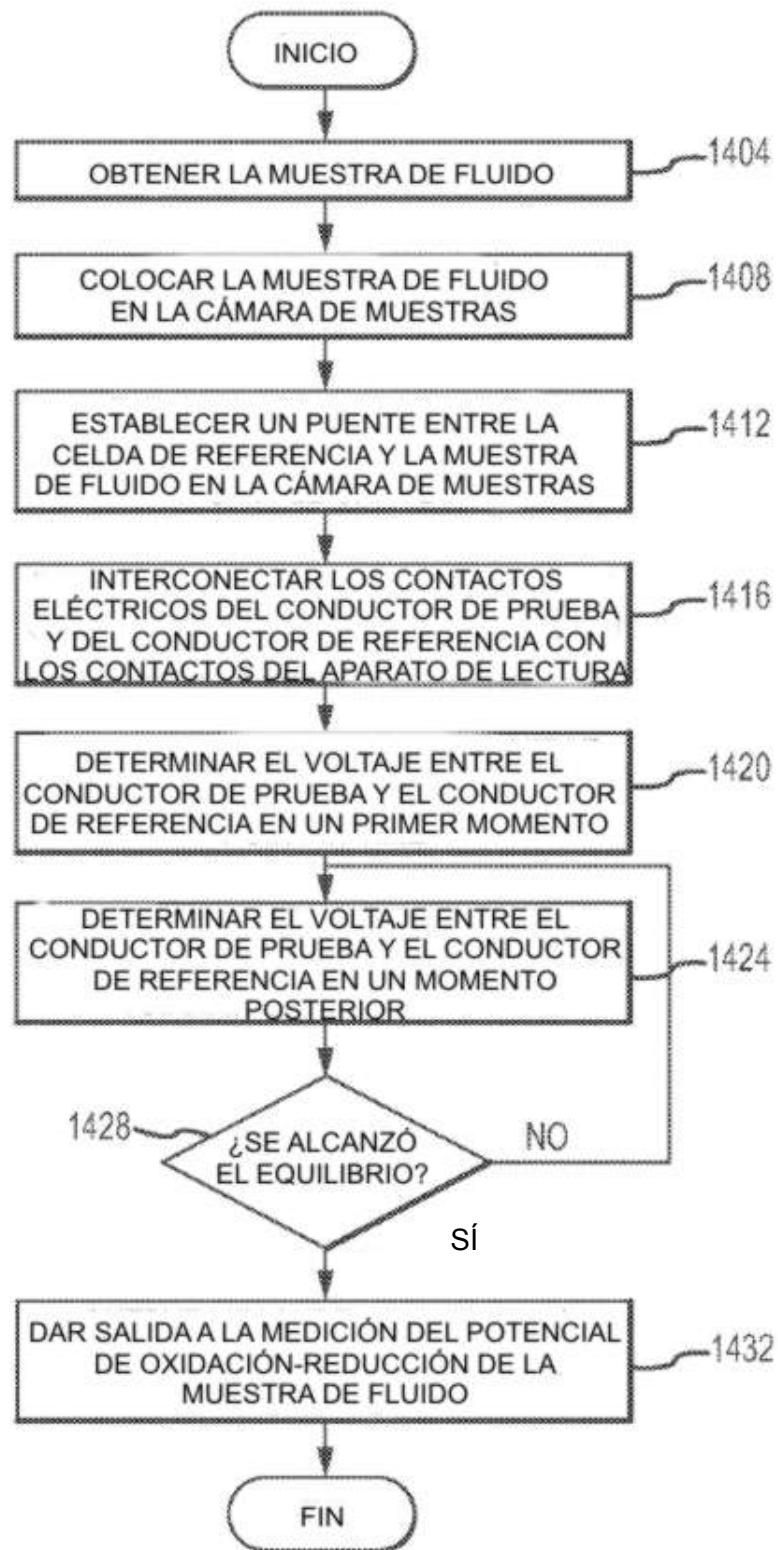 INICIO
OBTENER LA MUESTRA DE FLUIDO
1404
COLOCAR LA MUESTRA DE FLUIDO
EN LA CÁMARA DE MUESTRAS
1408
ESTABLECER UN PUENTE ENTRE LA
CELDA DE REFERENCIA Y LA MUESTRA
DE FLUIDO EN LA CÁMARA DE MUESTRAS
1412
INTERCONECTAR LOS CONTACTOS
ELÉCTRICOS DEL CONDUCTOR DE PRUEBA
Y DEL CONDUCTOR DE REFERENCIA CON
LOS CONTACTOS DEL APARATO DE LECTURA
1416
DETERMINAR EL VOLTAJE ENTRE EL
CONDUCTOR DE PRUEBA Y EL CONDUCTOR
DE REFERENCIA EN UN PRIMER MOMENTO
1420
DETERMINAR EL VOLTAJE ENTRE EL
CONDUCTOR DE PRUEBA Y EL CONDUCTOR
DE REFERENCIA EN UN MOMENTO
POSTERIOR
1424
1428
¿SE ALCANZÓ
EL EQUILIBRIO?
NO
SÍ
DAR SALIDA A LA MEDICIÓN DEL POTENCIAL
DE OXIDACIÓN-REDUCCIÓN DE LA
MUESTRA DE FLUIDO
1432
FIN